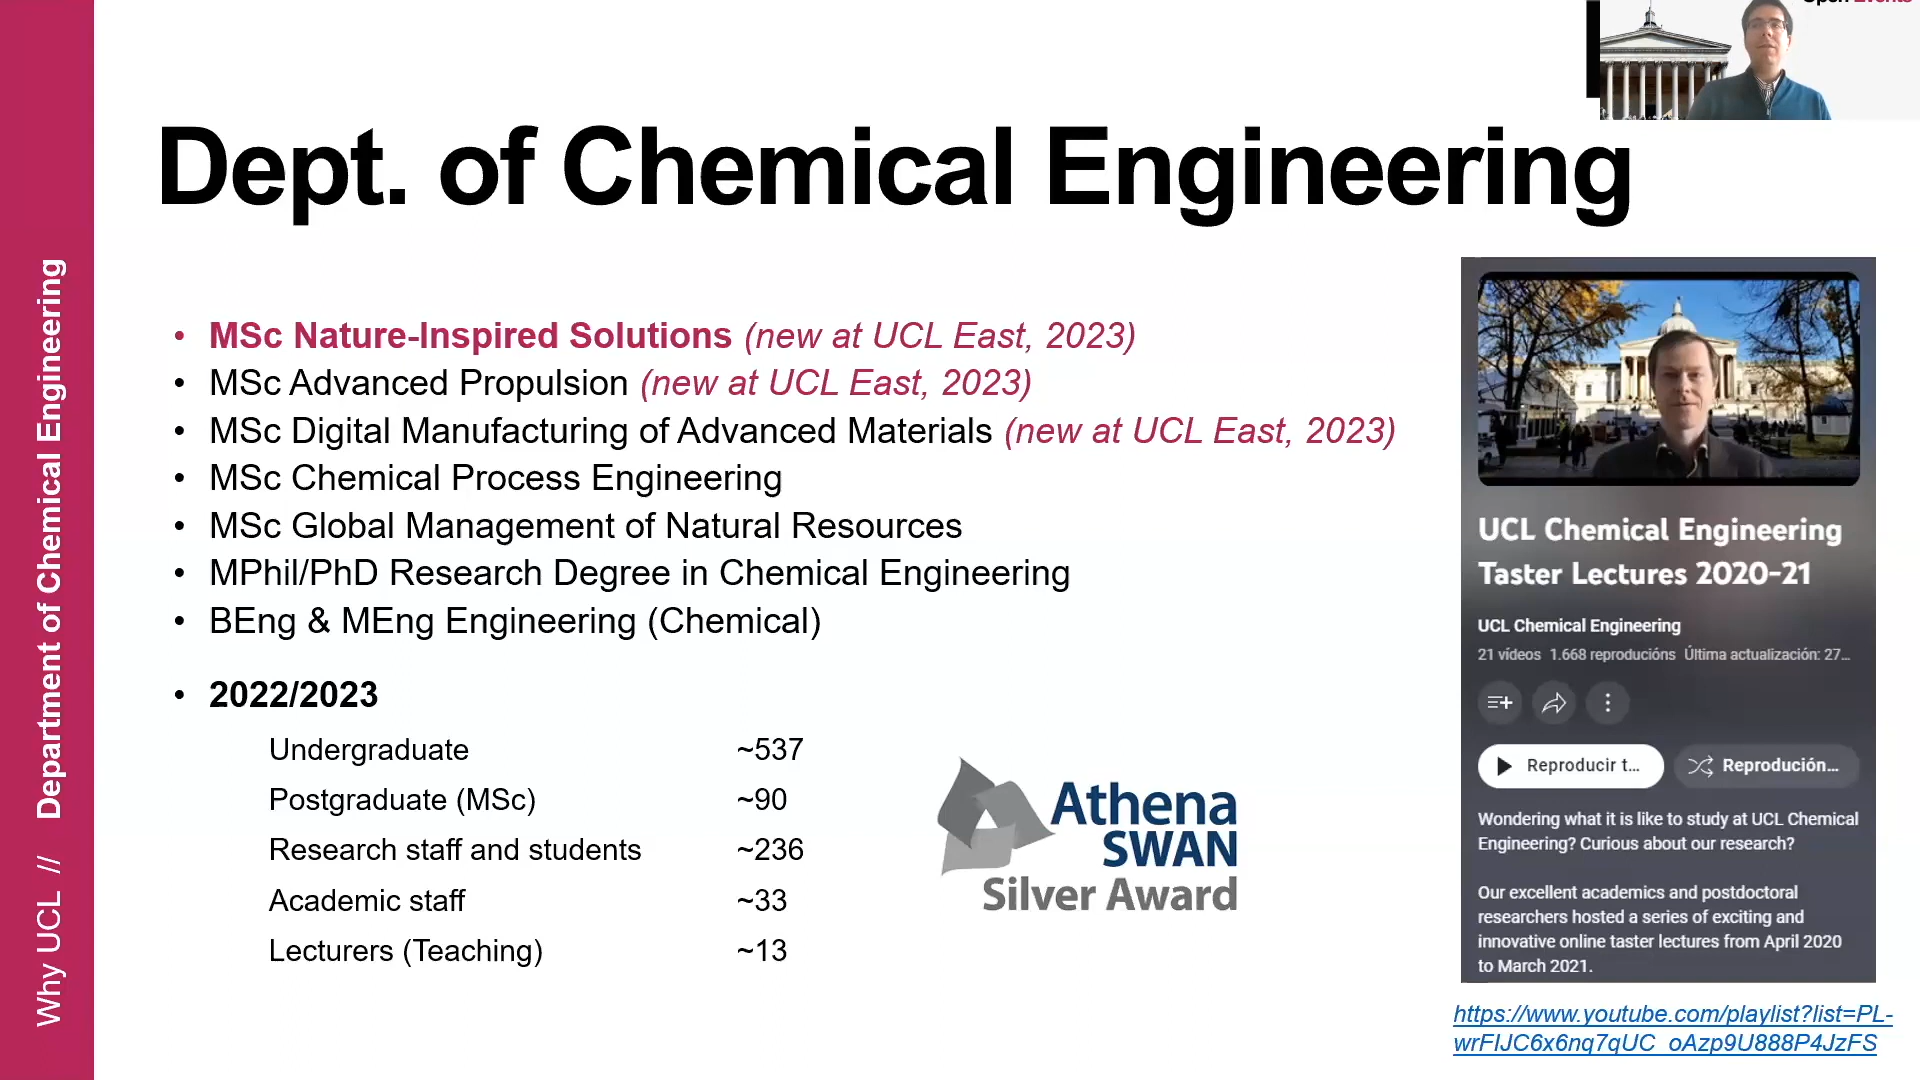 Open Events
Dept. of Chemical Engineering
Why UCL // Department of Chemical Engineering
• MSc Nature-Inspired Solutions (new at UCL East, 2023)
• MSc Advanced Propulsion (new at UCL East, 2023)
• MSc Digital Manufacturing of Advanced Materials (new at UCL East, 2023)
• MSc Chemical Process Engineering
• MSc Global Management of Natural Resources
• MPhil/PhD Research Degree in Chemical Engineering
• BEng & MEng Engineering (Chemical)
• 2022/2023
Undergraduate ~537
Postgraduate (MSc) ~90
Research staff and students ~236
Academic staff ~33
Lecturers (Teaching) ~13
Athena
SWAN
Silver Award
UCL Chemical Engineering
Taster Lectures 2020-21
UCL Chemical Engineering
21 vídeos 1.668 reproducións Última actualización: 27...
Reproducir t... Reprodución...
Wondering what it is like to study at UCL Chemical
Engineering? Curious about our research?
Our excellent academics and postdoctoral
researchers hosted a series of exciting and
innovative online taster lectures from April 2020
to March 2021.
https://www.youtube.com/playlist?list=PL-
wrFIJC6x6nq7qUC_oAzp9U888P4JzFS